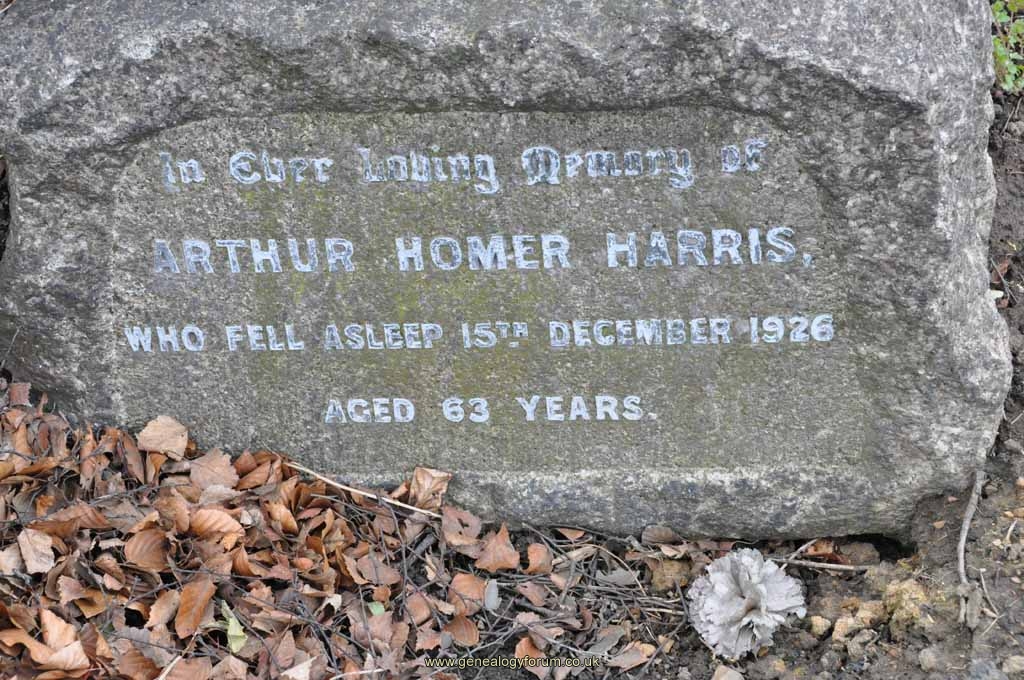 In Ever Loving Memory of
ARTHUR HOMER HARRIS,
WHO FELL ASLEEP 15TH DECEMBER 1926
AGED 63 YEARS.
www.genealogyforum.co.uk